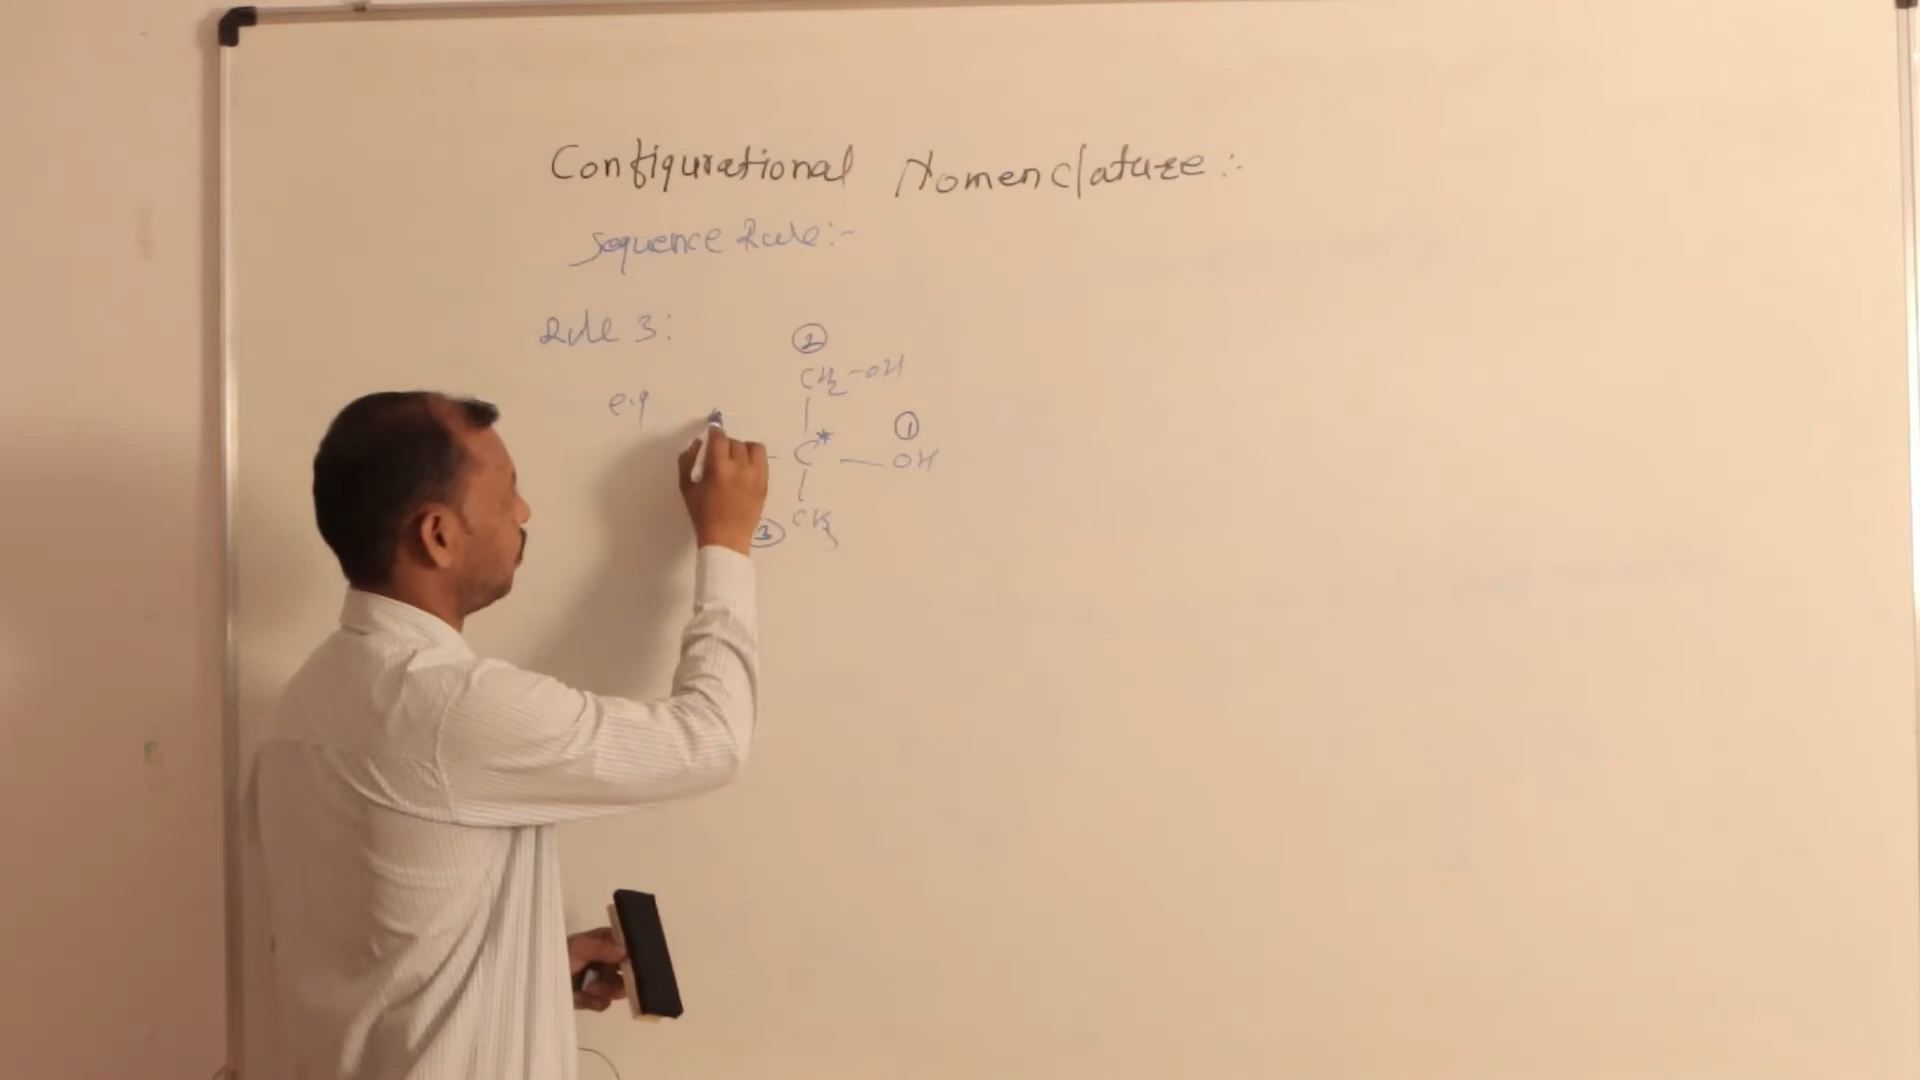 Configurational Nomenclature :-
Sequence Rule :-
Rule 3 :
②
CH2-OH
e.g
①
C* — OH
③ CH3